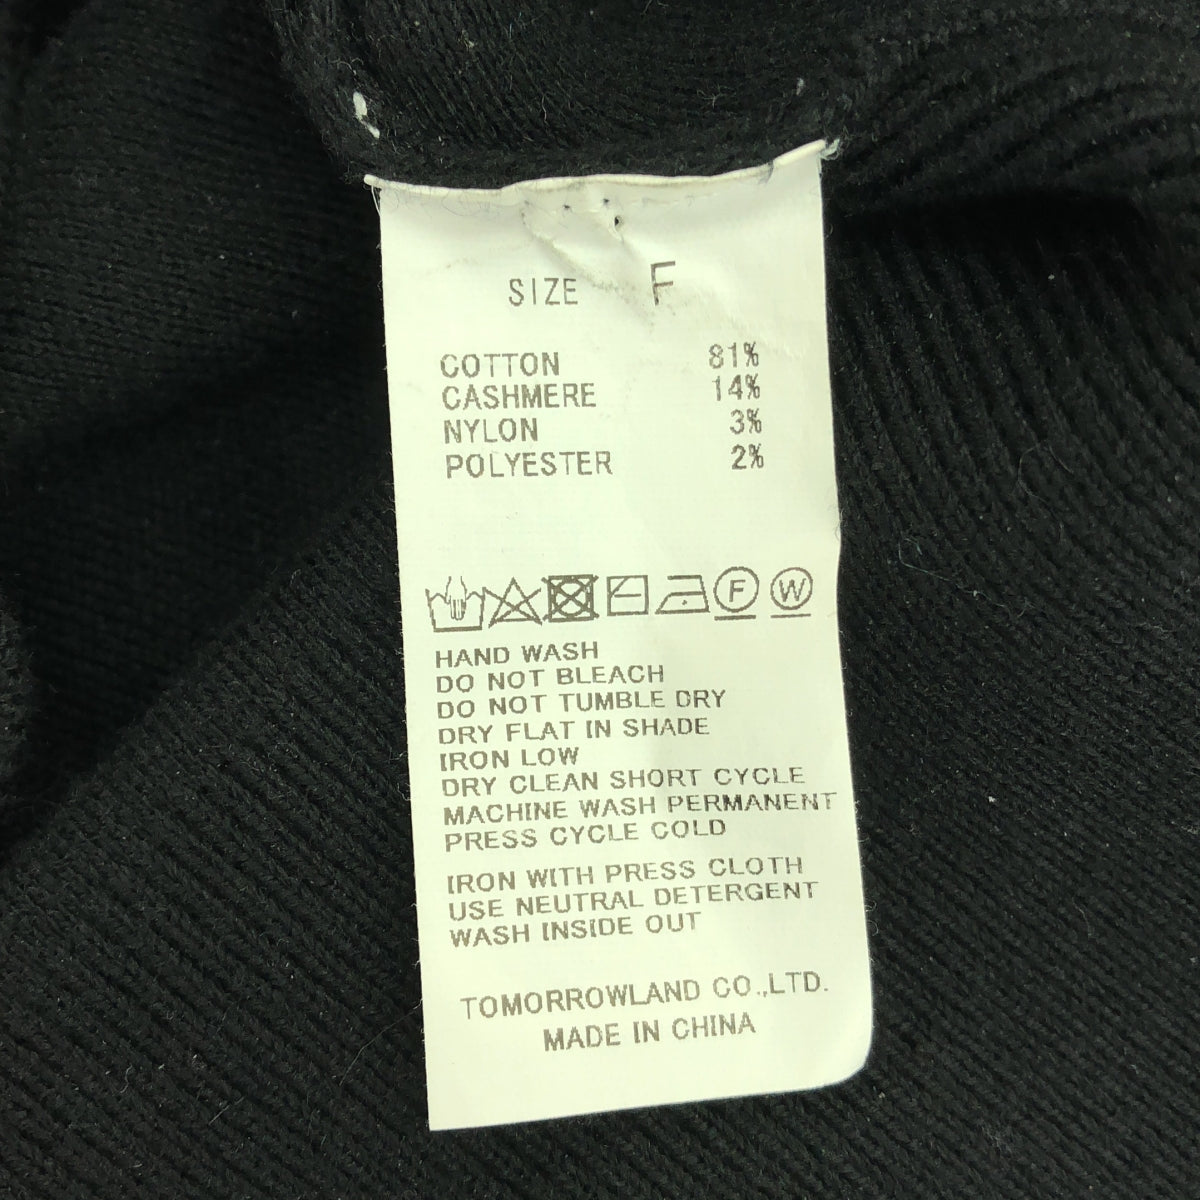 SIZE F
COTTON 81%
CASHMERE 14%
NYLON 3%
POLYESTER 2%
F W
HAND WASH
DO NOT BLEACH
DO NOT TUMBLE DRY
DRY FLAT IN SHADE
IRON LOW
DRY CLEAN SHORT CYCLE
MACHINE WASH PERMANENT
PRESS CYCLE COLD
IRON WITH PRESS CLOTH
USE NEUTRAL DETERGENT
WASH INSIDE OUT
TOMORROWLAND CO.,LTD.
MADE IN CHINA